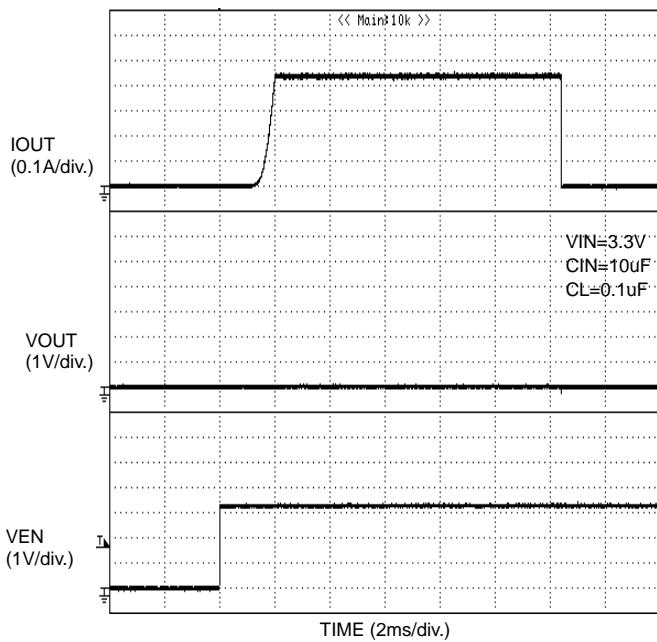 << Main:10k >>
IOUT
(0.1A/div.)
VIN=3.3V
CIN=10uF
CL=0.1uF
VOUT
(1V/div.)
T
VEN
(1V/div.)
TIME (2ms/div.)